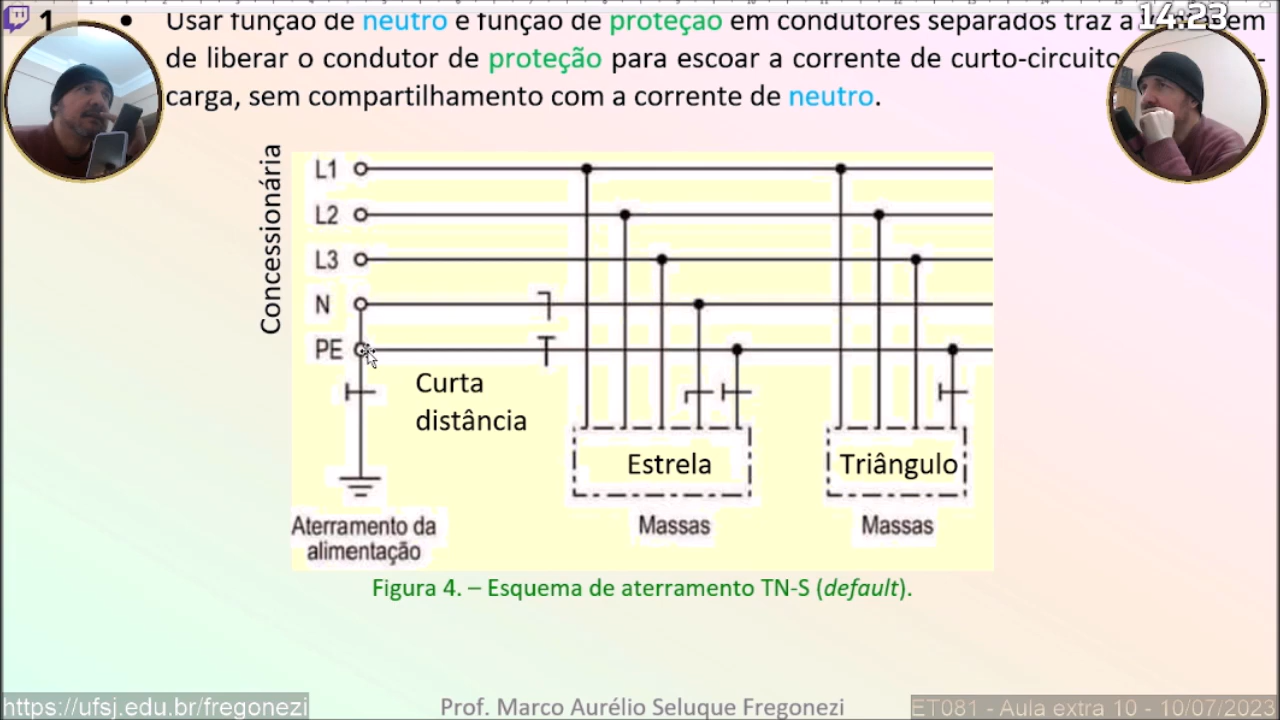 1
14:23
• Usar função de neutro e função de proteção em condutores separados traz a
de liberar o condutor de proteção para escoar a corrente de curto-circuito
carga, sem compartilhamento com a corrente de neutro.
Concessionária
L1
L2
L3
N
PE
Curta
distância
Estrela
Triângulo
Aterramento da
alimentação
Massas
Massas
Figura 4. – Esquema de aterramento TN-S (default).
https://ufsj.edu.br/fregonezi
Prof. Marco Aurélio Seluque Fregonezi
ET081 - Aula extra 10 - 10/07/2023